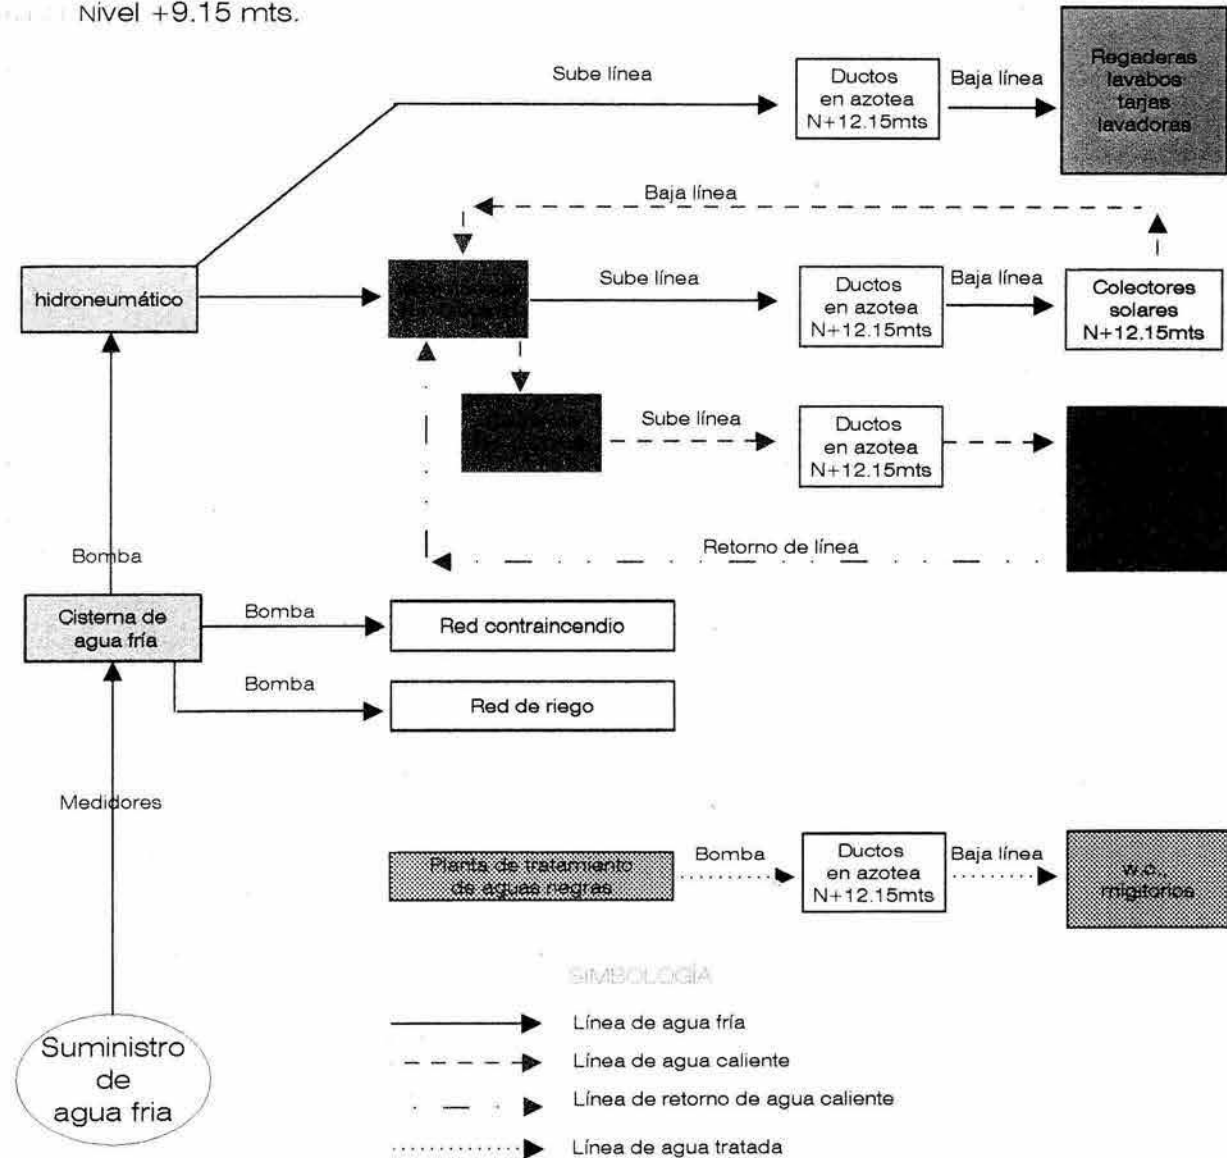 Nivel +9.15 mts.
Sube línea
Ductos
en azotea
N+12.15mts
Baja línea
Regaderas
lavabos
tarjas
lavadoras
Baja línea
hidroneumático
Sube línea
Ductos
en azotea
N+12.15mts
Baja línea
Colectores
solares
N+12.15mts
Sube línea
Ductos
en azotea
N+12.15mts
Retorno de línea
Bomba
Cisterna de
agua fría
Bomba
Red contraincendio
Bomba
Red de riego
Medidores
Planta de tratamiento
de aguas negras
Bomba
Ductos
en azotea
N+12.15mts
Baja línea
w.c.,
migitorios
SIMBOLOGÍA
Línea de agua fría
Línea de agua caliente
Línea de retorno de agua caliente
Línea de agua tratada
Suministro
de
agua fria